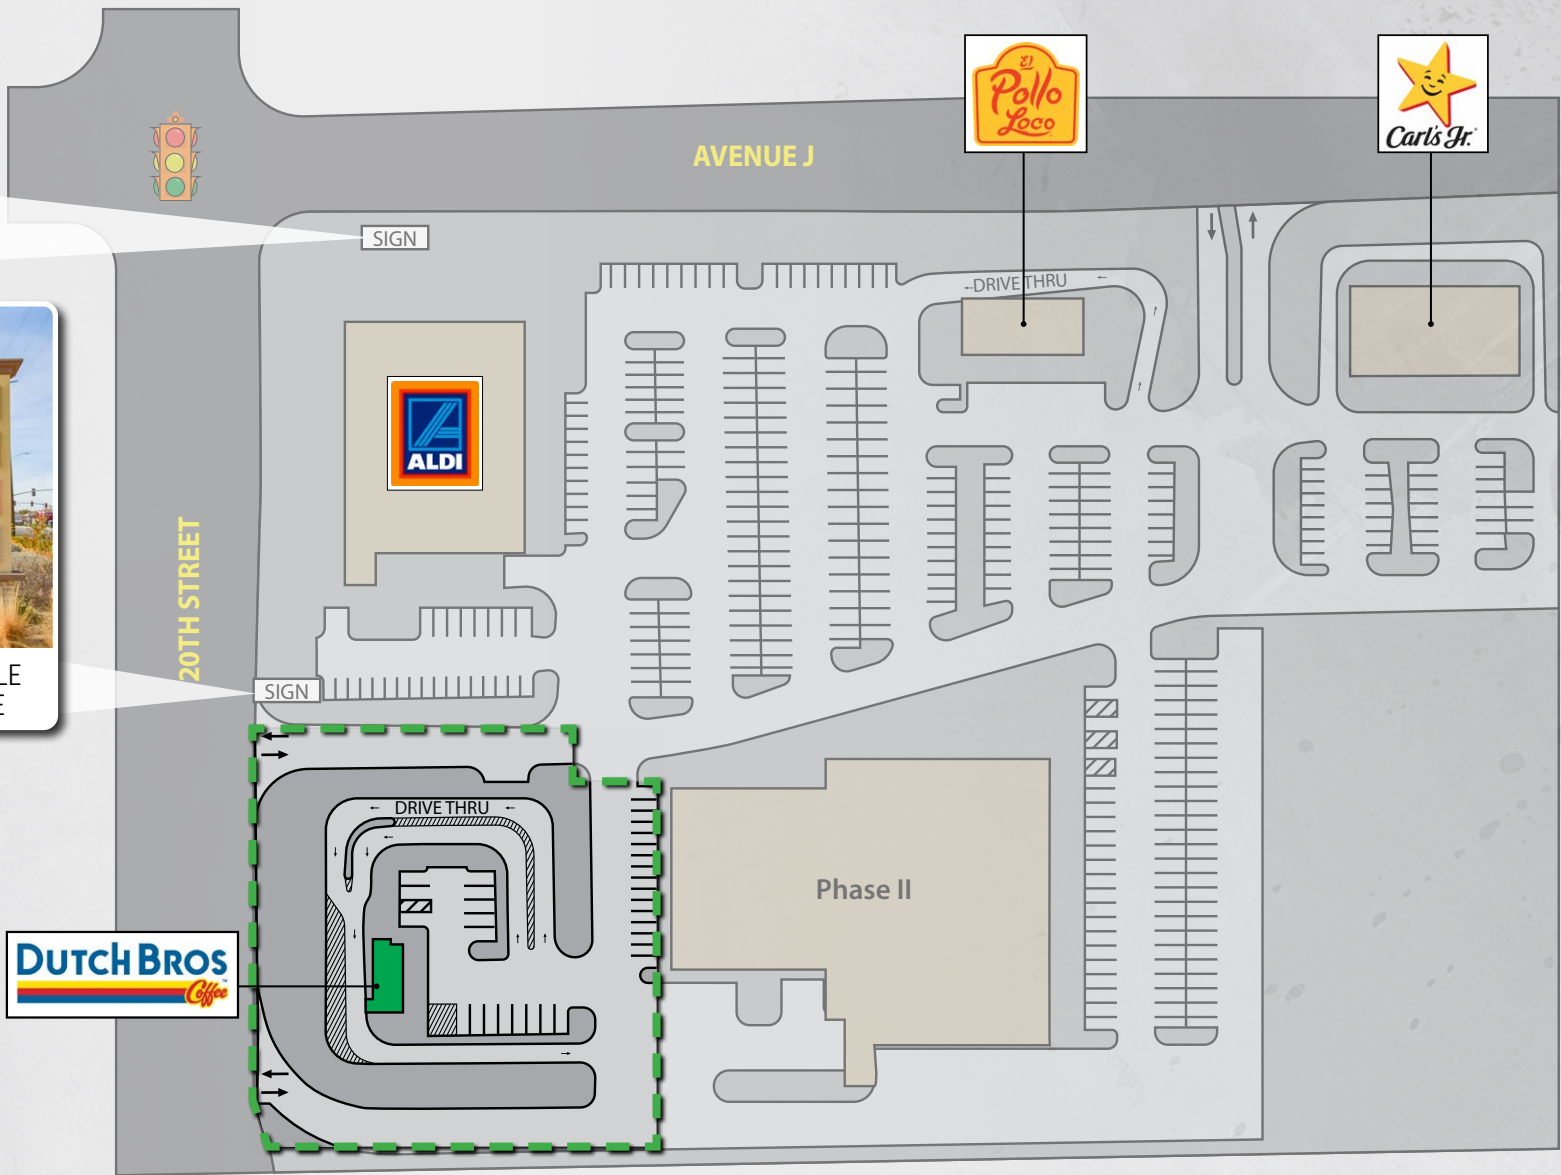 El
Pollo
Loco
Carl's Jr.
AVENUE J
SIGN
←DRIVE THRU ←
ALDI
20TH STREET
SIGN
← DRIVE THRU ←
Phase II
DUTCH BROS
Coffee